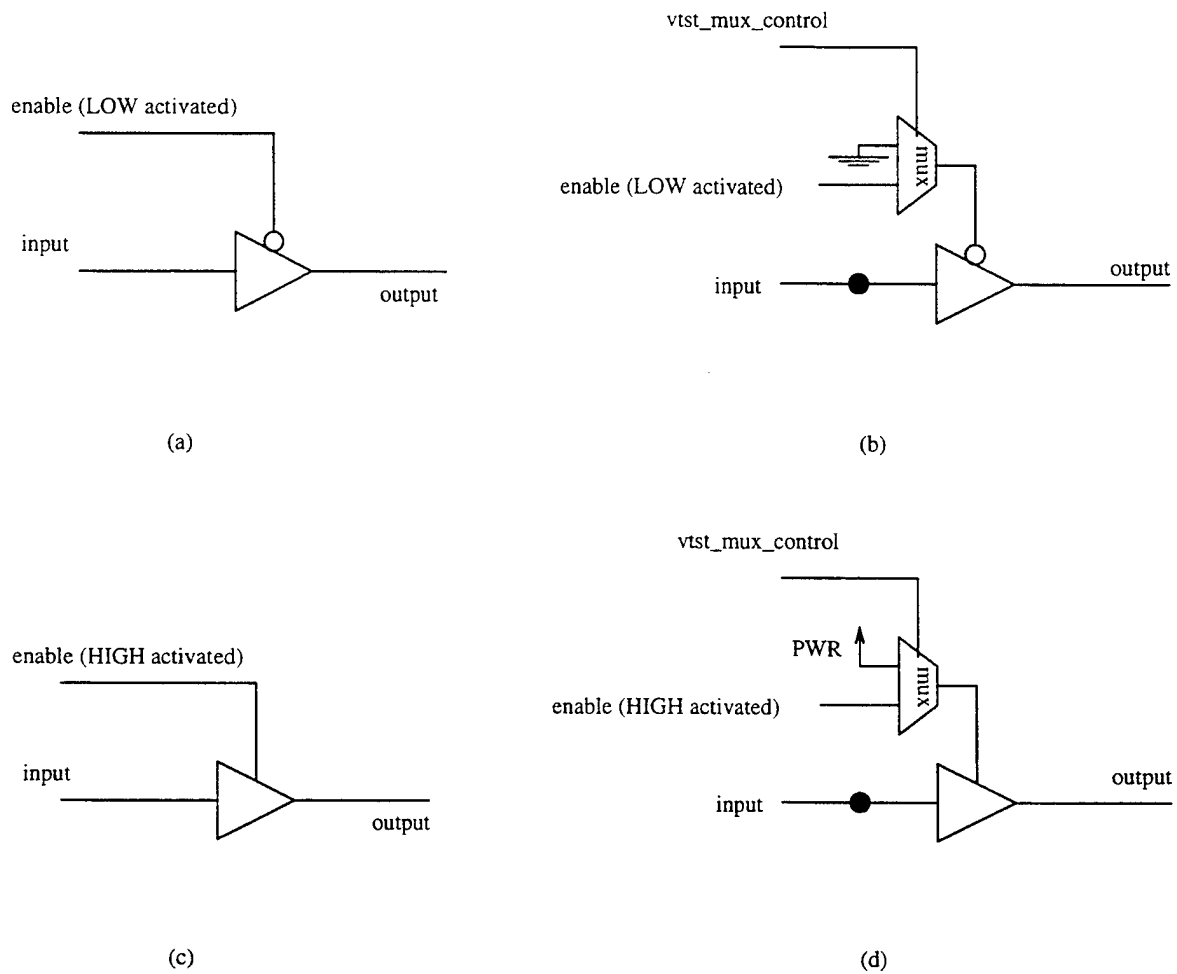 enable (LOW activated)
input
output
(a)
vtst_mux_control
mux
enable (LOW activated)
input
output
(b)
enable (HIGH activated)
input
output
(c)
vtst_mux_control
PWR
mux
enable (HIGH activated)
input
output
(d)